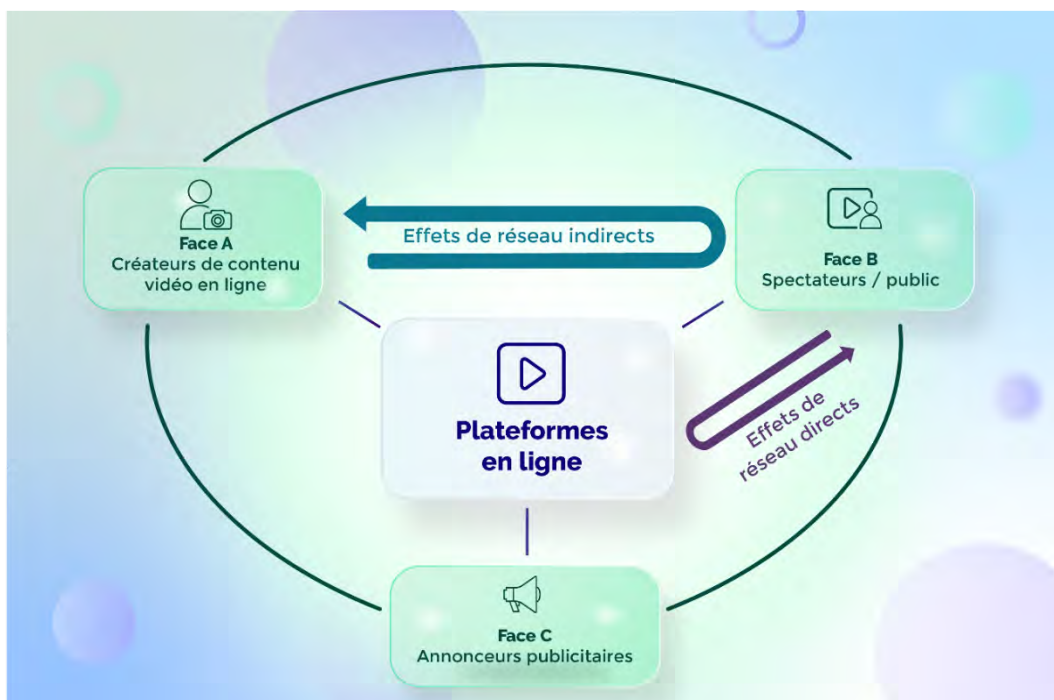 Face A
Créateurs de contenu
vidéo en ligne
Effets de réseau indirects
Face B
Spectateurs / public
Plateformes
en ligne
Effets de
réseau directs
Face C
Annonceurs publicitaires